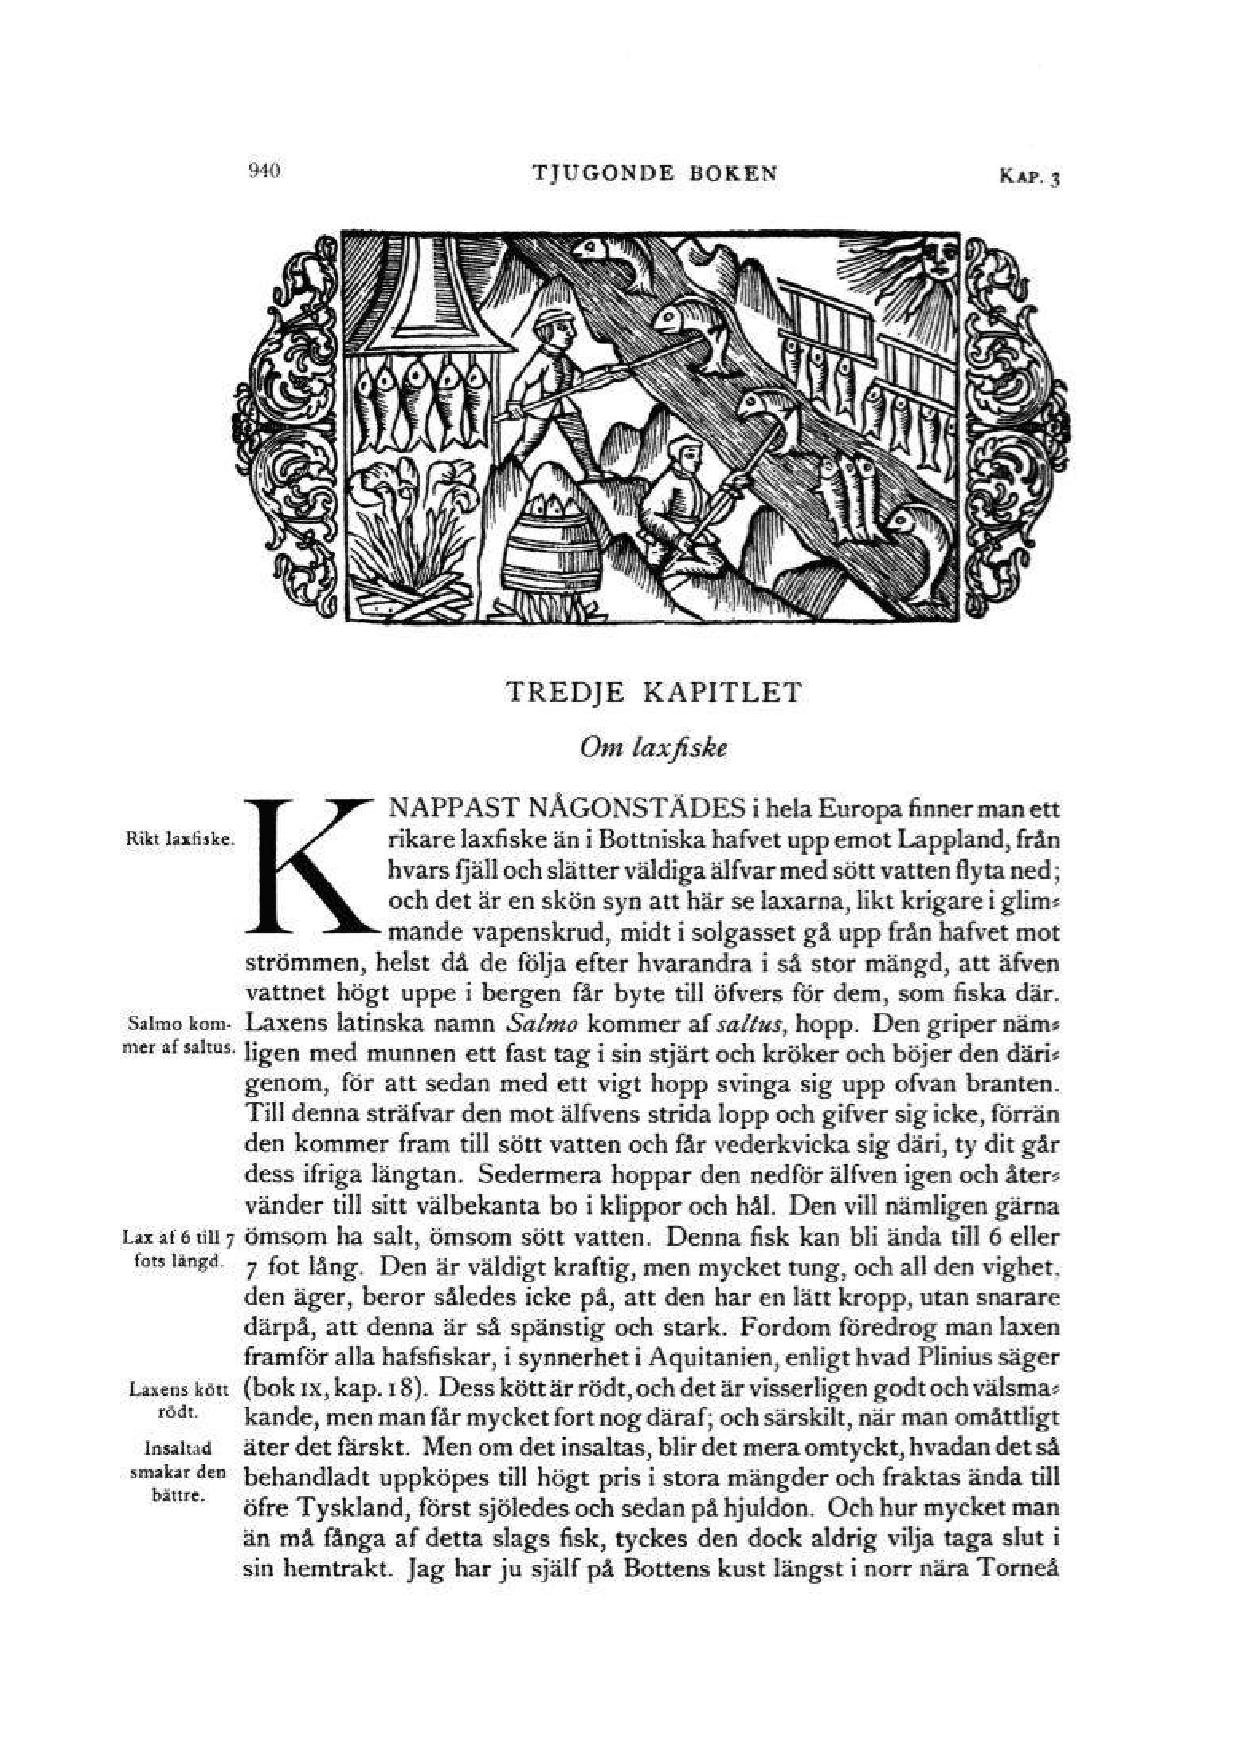 940
TJUGONDE BOKEN
KAP. 3
TREDJE KAPITLET
Om laxfiske
KNAPPAST NÅGONSTÄDES i hela Europa finner man ett
Rikt laxfiske.
rikare laxfiske än i Bottniska hafvet upp emot Lappland, från
hvars fjäll och slätter väldiga älfvar med sött vatten flyta ned;
och det är en skön syn att här se laxarna, likt krigare i glim-
mande vapenskrud, midt i solgasset gå upp från hafvet mot
strömmen, helst då de följa efter hvarandra i så stor mängd, att äfven
vattnet högt uppe i bergen får byte till öfvers för dem, som fiska där.
Salmo kom-
mer af saltus.
Laxens latinska namn Salmo kommer af saltus, hopp. Den griper näm-
ligen med munnen ett fast tag i sin stjärt och kröker och böjer den däri-
genom, för att sedan med ett vigt hopp svinga sig upp ofvan branten.
Till denna sträfvar den mot älfvens strida lopp och gifver sig icke, förrän
den kommer fram till sött vatten och får vederkvicka sig däri, ty dit går
dess ifriga längtan. Sedermera hoppar den nedför älfven igen och åter-
vänder till sitt välbekanta bo i klippor och hål. Den vill nämligen gärna
Lax af 6 till 7
fots längd.
ömsom ha salt, ömsom sött vatten. Denna fisk kan bli ända till 6 eller
7 fot lång. Den är väldigt kraftig, men mycket tung, och all den vighet,
den äger, beror således icke på, att den har en lätt kropp, utan snarare
därpå, att denna är så spänstig och stark. Fordom föredrog man laxen
framför alla hafsfiskar, i synnerhet i Aquitanien, enligt hvad Plinius säger
Laxens kött
rödt.
(bok IX, kap. 18). Dess kött är rödt, och det är visserligen godt och välsma-
kande, men man får mycket fort nog däraf; och särskilt, när man omåttligt
Insaltad
smakar den
bättre.
äter det färskt. Men om det insaltas, blir det mera omtyckt, hvadan det så
behandladt uppköpes till högt pris i stora mängder och fraktas ända till
öfre Tyskland, först sjöledes och sedan på hjuldon. Och hur mycket man
än må fånga af detta slags fisk, tyckes den dock aldrig vilja taga slut i
sin hemtrakt. Jag har ju själf på Bottens kust längst i norr nära Torneå